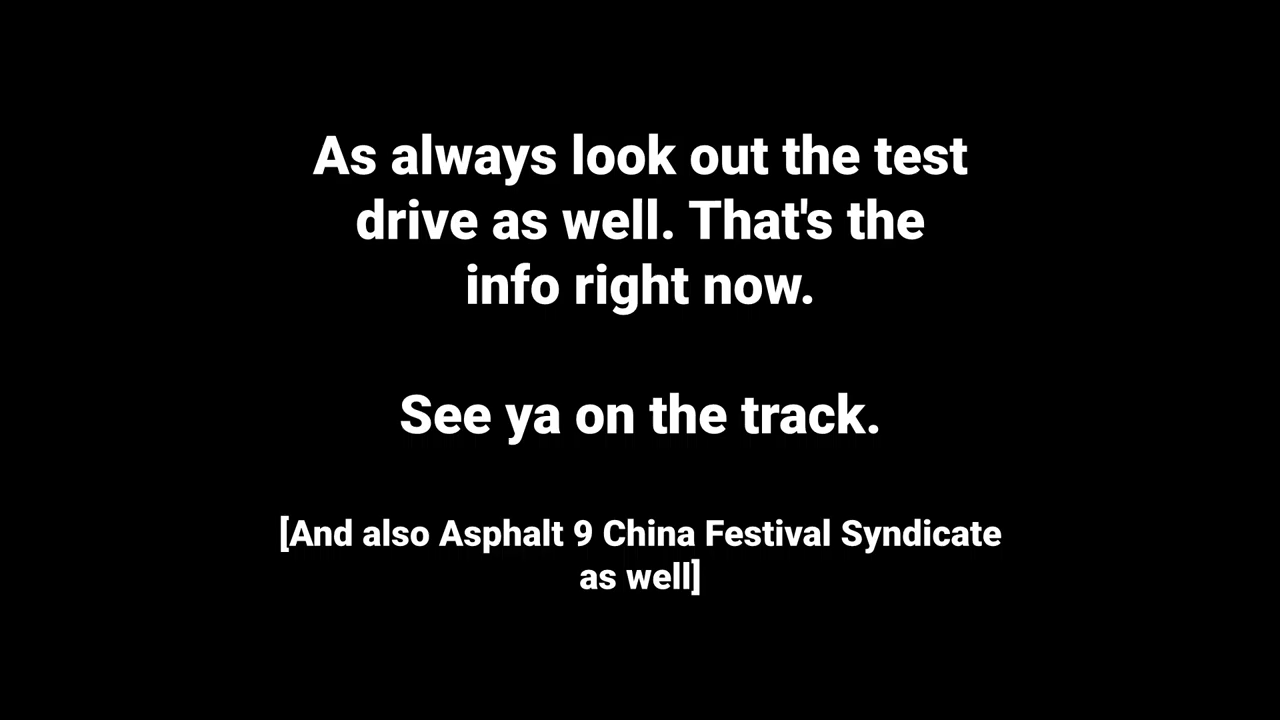 As always look out the test
drive as well. That's the
info right now.
See ya on the track.
[And also Asphalt 9 China Festival Syndicate
as well]